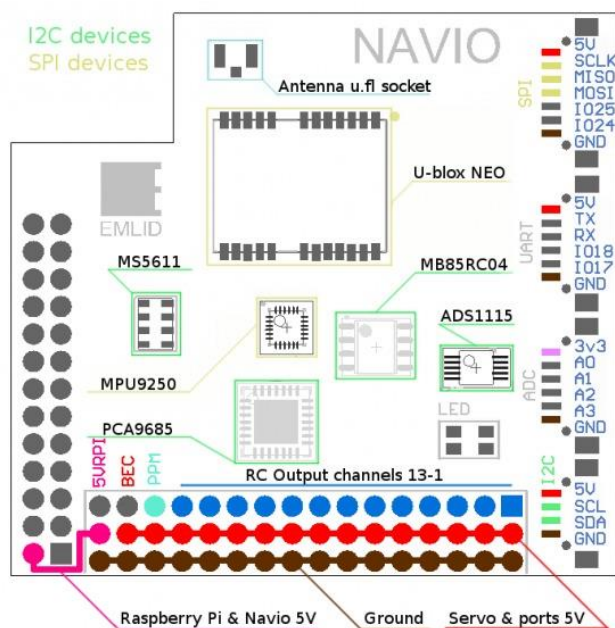 I2C devices
SPI devices
NAVIO
Antenna u.fl socket
SPI
5V
SCLK
MISO
MOSI
IO25
IO24
GND
U-blox NEO
EMLID
UART
5V
TX
RX
IO18
IO17
GND
MS5611
MB85RC04
ADS1115
ADC
3v3
A0
A1
A2
A3
GND
MPU9250
LED
PCA9685
5VRPI
BEC
PPM
RC Output channels 13-1
I2C
5V
SCL
SDA
GND
Raspberry Pi & Navio 5V
Ground
Servo & ports 5V